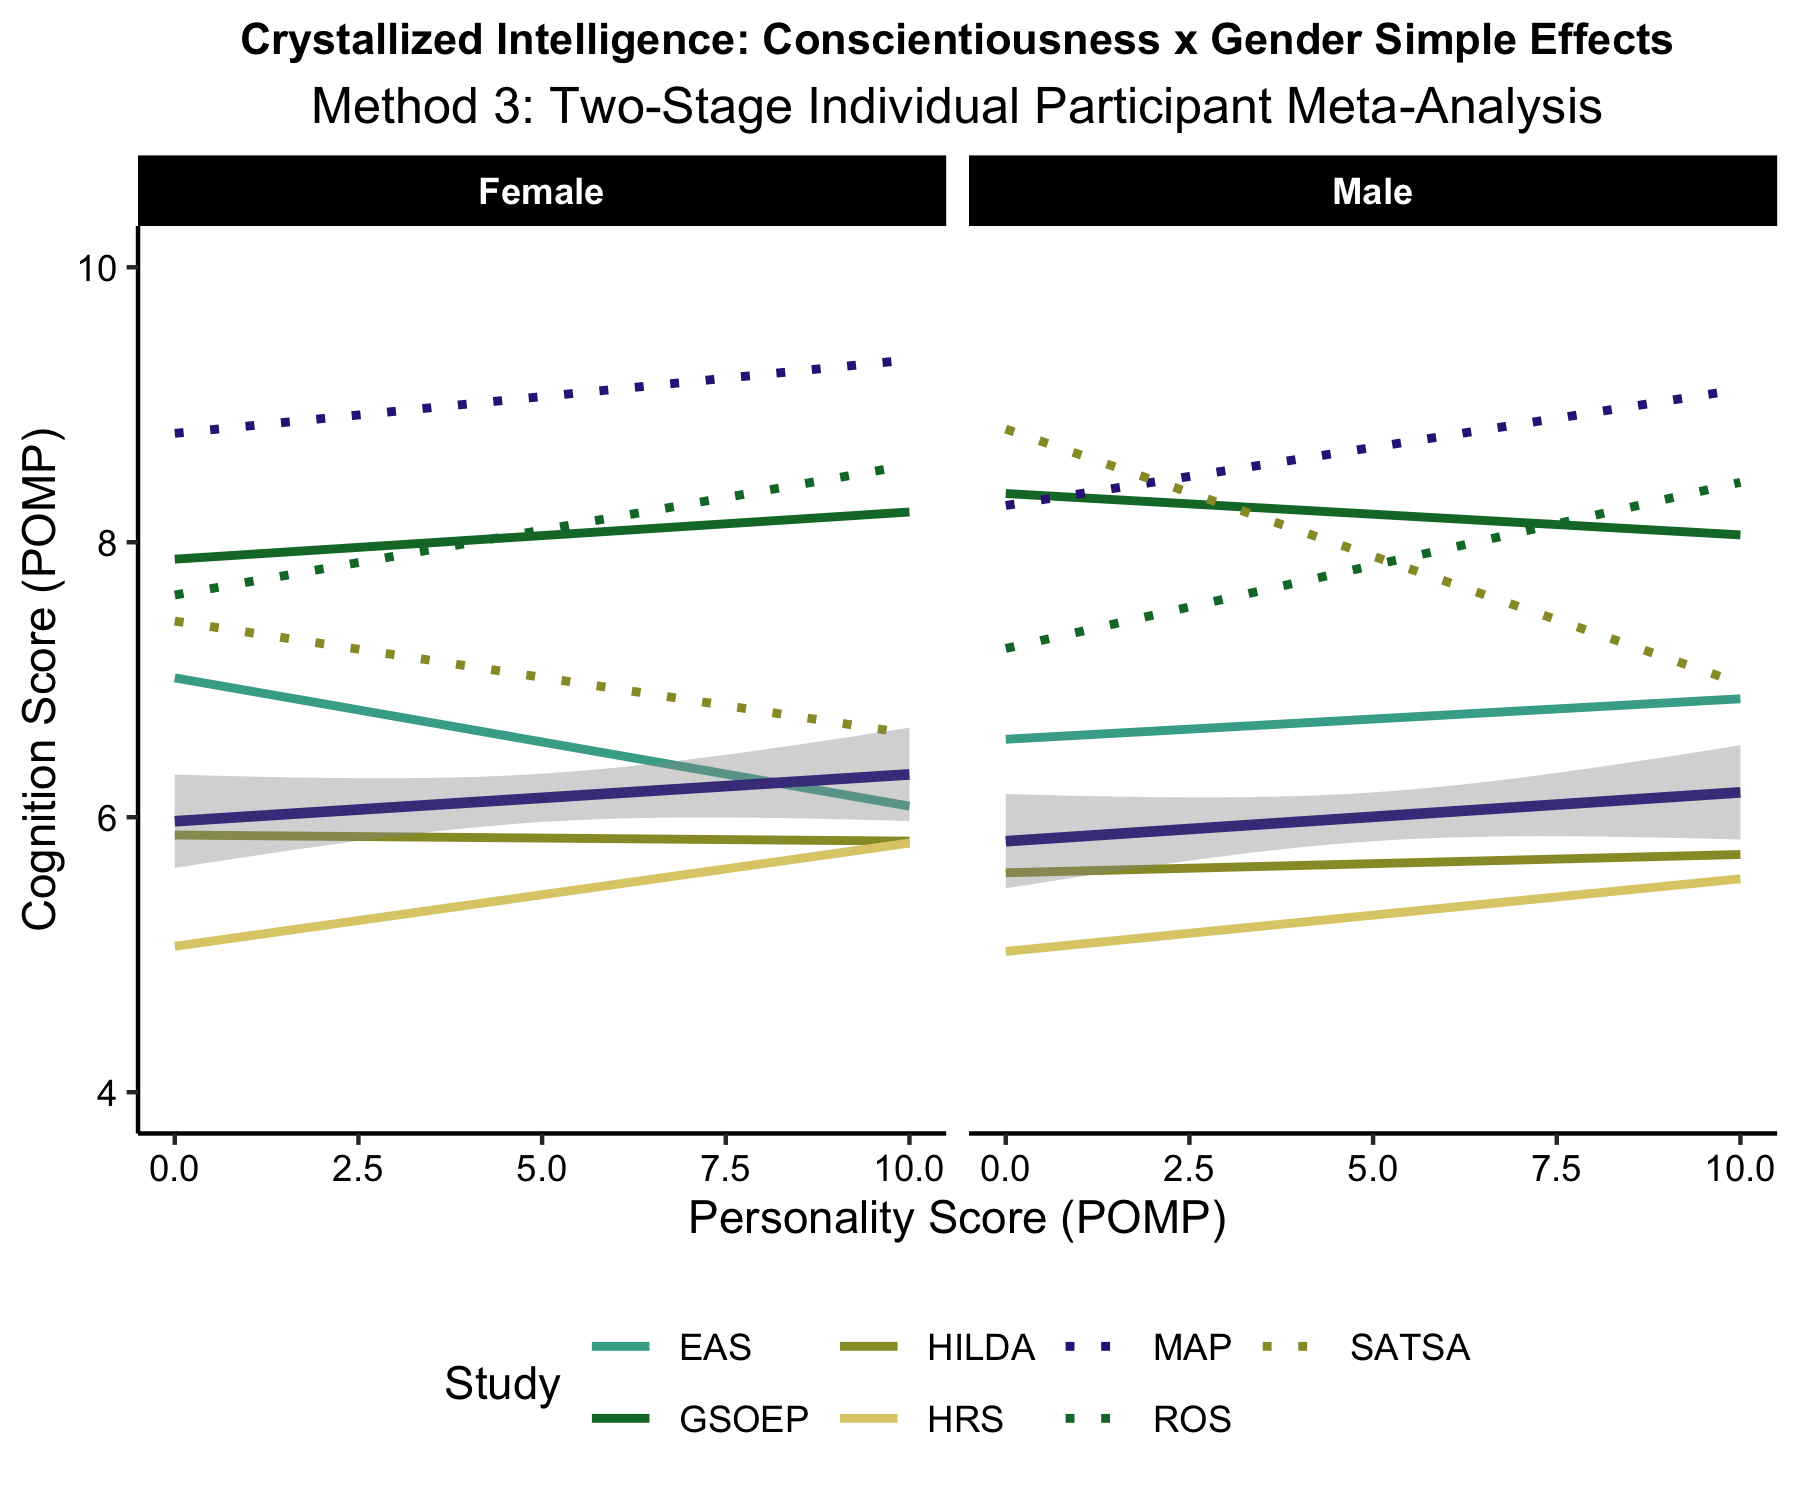 Crystallized Intelligence: Conscientiousness x Gender Simple Effects
Method 3: Two-Stage Individual Participant Meta-Analysis
Female
Male
Cognition Score (POMP)
10
8
6
4
0.0 2.5 5.0 7.5 10.0
0.0 2.5 5.0 7.5 10.0
Personality Score (POMP)
Study
EAS HILDA MAP SATSA
GSOEP HRS ROS